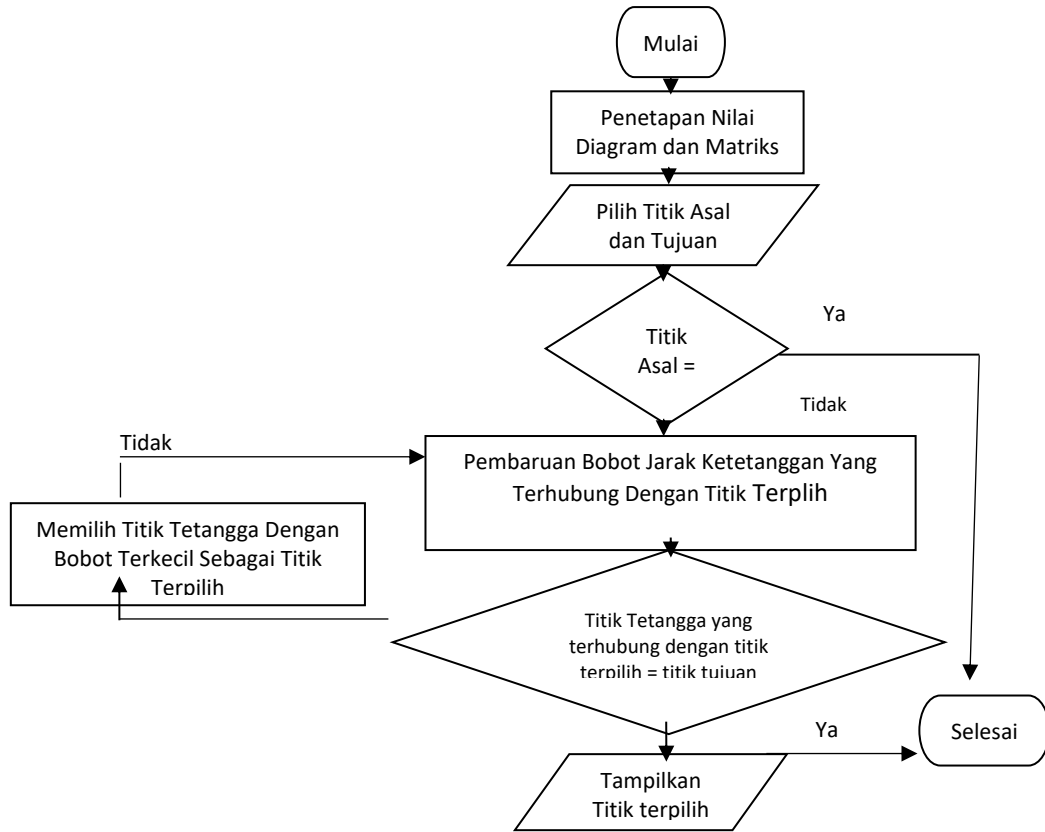 Mulai
Penetapan Nilai
Diagram dan Matriks
Pilih Titik Asal
dan Tujuan
Ya
Titik
Asal =
Tidak
Tidak
Pembaruan Bobot Jarak Ketetanggan Yang
Terhubung Dengan Titik Terplih
Memilih Titik Tetangga Dengan
Bobot Terkecil Sebagai Titik
Terpilih
Titik Tetangga yang
terhubung dengan titik
terpilih = titik tujuan
Ya
Selesai
Tampilkan
Titik terpilih